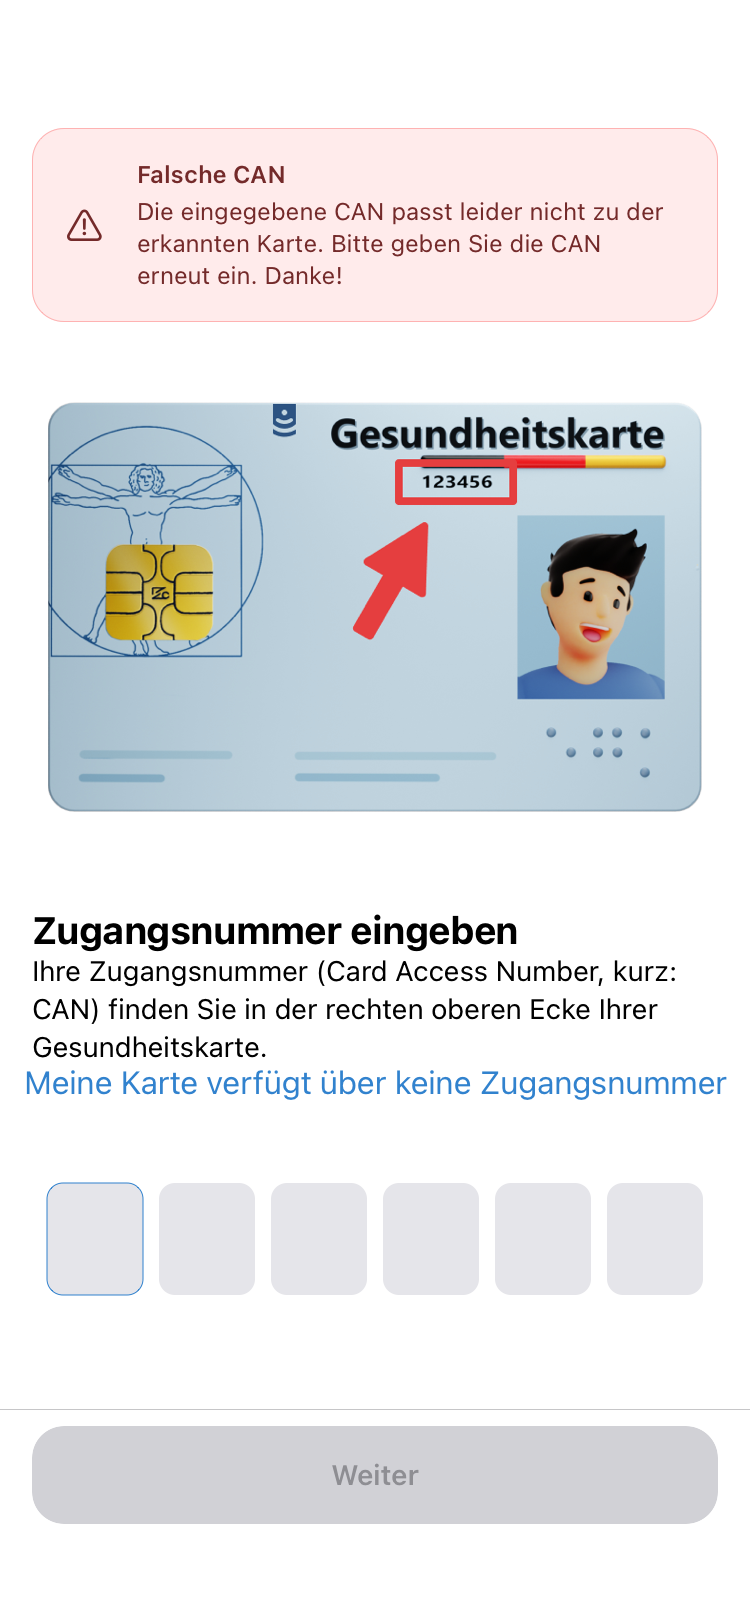 Falsche CAN
Die eingegebene CAN passt leider nicht zu der
erkannten Karte. Bitte geben Sie die CAN
erneut ein. Danke!
Gesundheitskarte
123456
Zugangsnummer eingeben
Ihre Zugangsnummer (Card Access Number, kurz:
CAN) finden Sie in der rechten oberen Ecke Ihrer
Gesundheitskarte.
Meine Karte verfügt über keine Zugangsnummer
Weiter